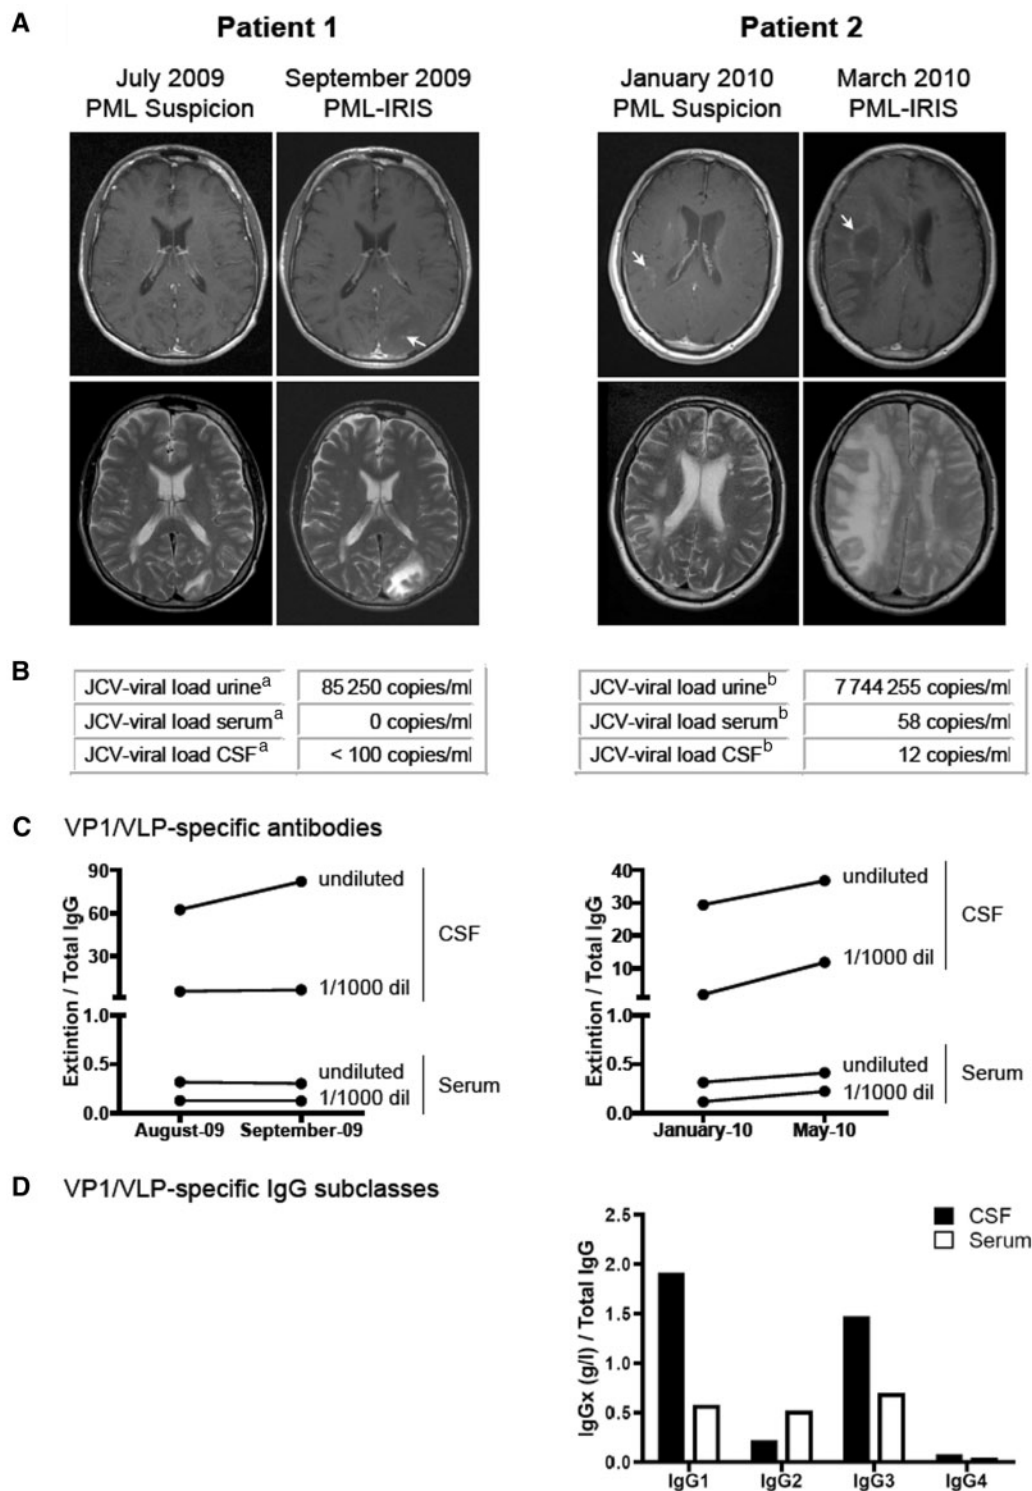 A
Patient 1
Patient 2
July 2009
PML Suspicion
September 2009
PML-IRIS
January 2010
PML Suspicion
March 2010
PML-IRIS
B
JCV-viral load urineª 85 250 copies/ml
JCV-viral load serumª 0 copies/ml
JCV-viral load CSFª < 100 copies/ml
JCV-viral load urineᵇ 7 744 255 copies/ml
JCV-viral load serumᵇ 58 copies/ml
JCV-viral load CSFᵇ 12 copies/ml
C VP1/VLP-specific antibodies
Extintion / Total IgG
90
60
30
1.0
0.5
0.0
undiluted
1/1000 dil
CSF
undiluted
1/1000 dil
Serum
August-09 September-09
Extintion / Total IgG
40
30
20
10
1.0
0.5
0.0
undiluted
1/1000 dil
CSF
undiluted
1/1000 dil
Serum
January-10 May-10
D VP1/VLP-specific IgG subclasses
IgGx (g/l) / Total IgG
2.5
2.0
1.5
1.0
0.5
0.0
CSF
Serum
IgG1 IgG2 IgG3 IgG4